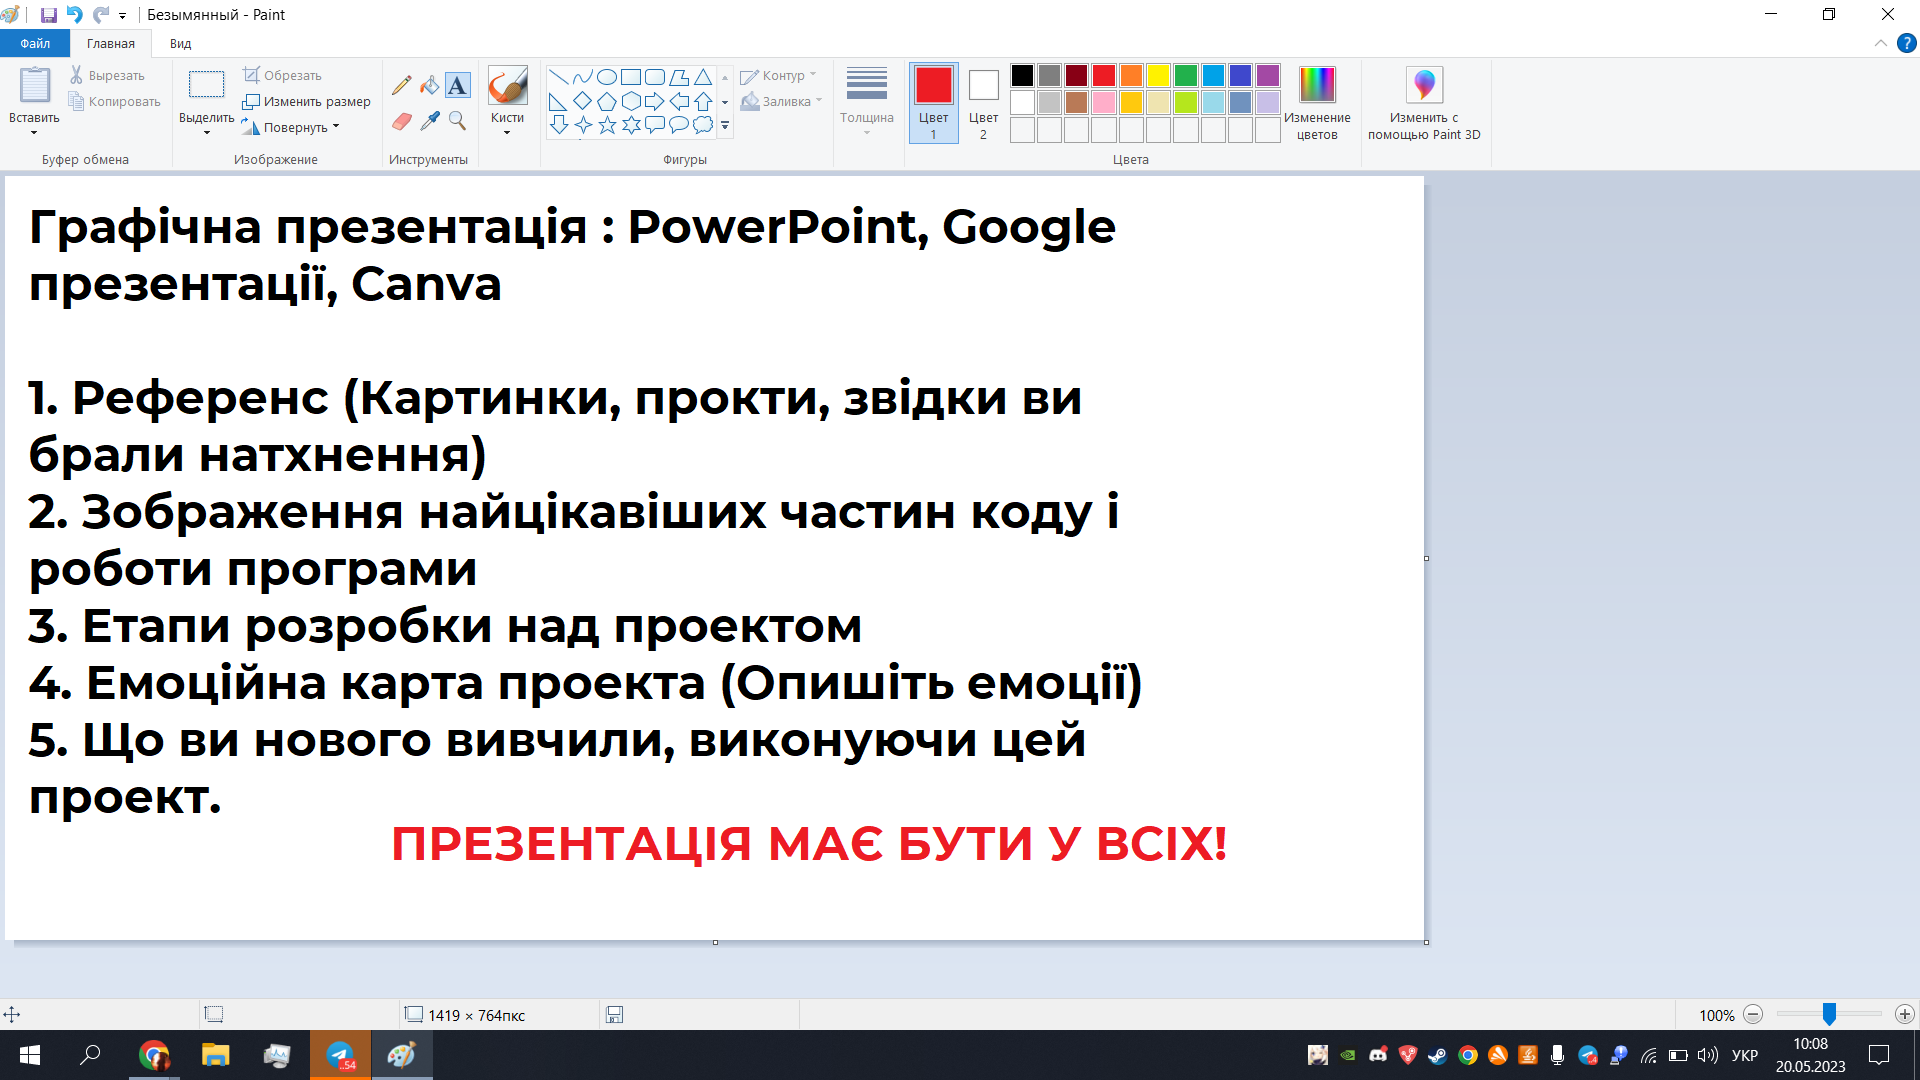 Безымянный - Paint
Файл
Главная
Вид
Вставить
Вырезать
Копировать
Буфер обмена
Выделить
Обрезать
Изменить размер
Повернуть
Изображение
A
Инструменты
Кисти
Фигуры
Контур
Заливка
Толщина
Цвет
1
Цвет
2
Цвета
Изменение
цветов
Изменить с
помощью Paint 3D
Графічна презентація : PowerPoint, Google
презентації, Canva
1. Референс (Картинки, прокти, звідки ви
брали натхнення)
2. Зображення найцікавіших частин коду і
роботи програми
3. Етапи розробки над проектом
4. Емоційна карта проекта (Опишіть емоції)
5. Що ви нового вивчили, виконуючи цей
проект.
ПРЕЗЕНТАЦІЯ МАЄ БУТИ У ВСІХ!
1419 × 764пкс
100%
..54
УКР
10:08
20.05.2023